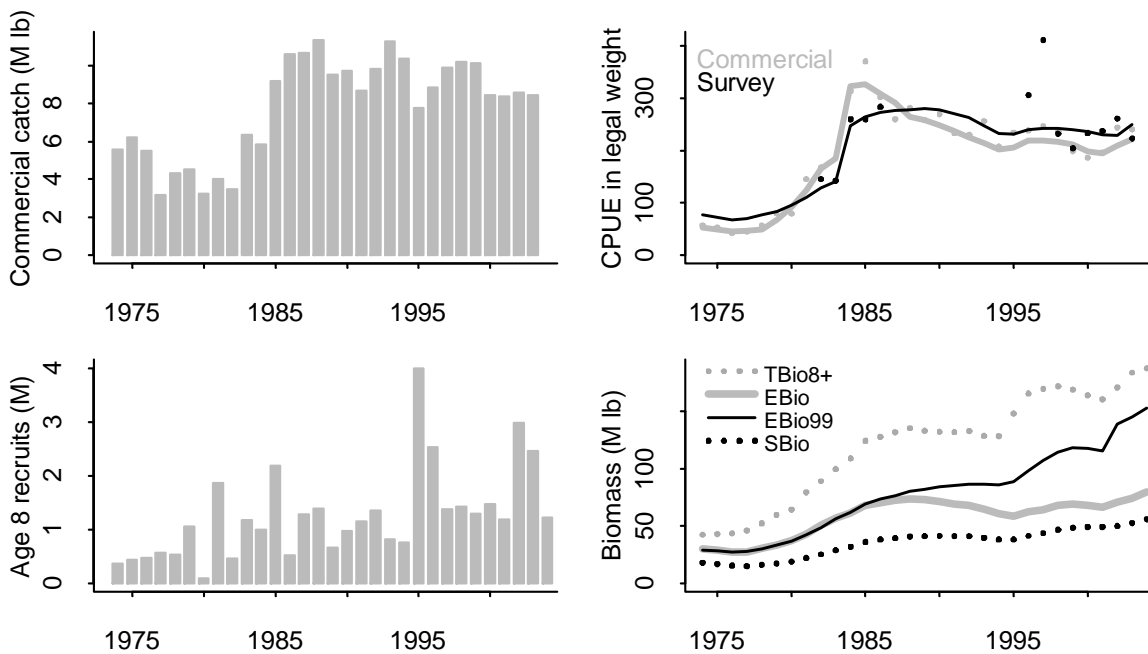 Commercial catch (M lb)
0 2 4 6 8
1975 1985 1995
CPUE in legal weight
0 100 300
Commercial
Survey
1975 1985 1995
Age 8 recruits (M)
0 1 2 3 4
1975 1985 1995
Biomass (M lb)
0 50 100
TBio8+
EBio
EBio99
SBio
1975 1985 1995